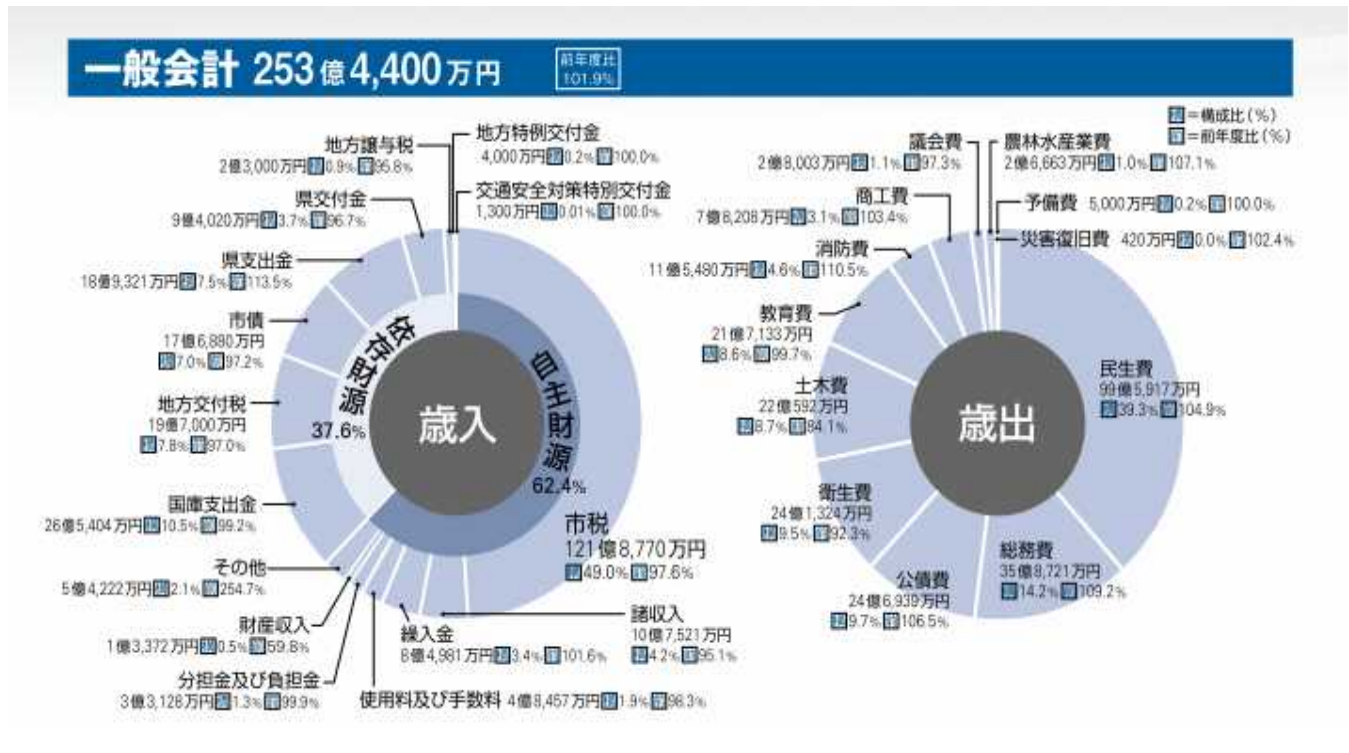 一般会計 253億4,400万円
前年度比
101.9%
構=構成比(%)
前=前年度比(%)
地方特例交付金
4,000万円 構0.2% 前100.0%
交通安全対策特別交付金
1,300万円 構0.01% 前100.0%
地方譲与税
2億3,000万円 構0.9% 前95.8%
県交付金
9億4,020万円 構3.7% 前96.7%
県支出金
18億9,321万円 構7.5% 前113.5%
市債
17億6,880万円
構7.0% 前97.2%
地方交付税
19億7,000万円
構7.8% 前97.0%
国庫支出金
26億5,404万円 構10.5% 前99.2%
その他
5億4,222万円 構2.1% 前254.7%
財産収入
1億3,372万円 構0.5% 前59.8%
分担金及び負担金
3億3,128万円 構1.3% 前99.9%
使用料及び手数料 4億8,457万円 構1.9% 前98.3%
繰入金
8億4,981万円 構3.4% 前101.6%
諸収入
10億7,521万円
構4.2% 前95.1%
市税
121億8,770万円
構49.0% 前97.6%
依存財源
37.6%
歳入
自主財源
62.4%
議会費
2億8,003万円 構1.1% 前97.3%
農林水産業費
2億6,663万円 構1.0% 前107.1%
予備費 5,000万円 構0.2% 前100.0%
災害復旧費 420万円 構0.0% 前102.4%
商工費
7億8,208万円 構3.1% 前103.4%
消防費
11億5,480万円 構4.6% 前110.5%
教育費
21億7,133万円
構8.6% 前99.7%
土木費
22億592万円
構8.7% 前84.1%
衛生費
24億1,324万円
構9.5% 前92.3%
公債費
24億6,939万円
構9.7% 前106.5%
総務費
35億8,721万円
構14.2% 前109.2%
民生費
99億5,917万円
構39.3% 前104.9%
歳出